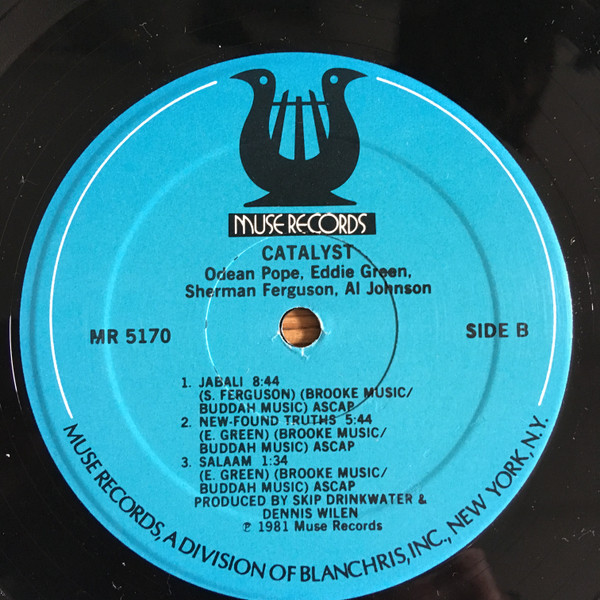 MUSE RECORDS
CATALYST
Odean Pope, Eddie Green,
Sherman Ferguson, Al Johnson
MR 5170
SIDE B
1. JABALI 8:44
(S. FERGUSON) (BROOKE MUSIC/
BUDDAH MUSIC) ASCAP
2. NEW-FOUND TRUTHS 5:44
(E. GREEN) (BROOKE MUSIC/
BUDDAH MUSIC) ASCAP
3. SALAAM 1:34
(E. GREEN) (BROOKE MUSIC/
BUDDAH MUSIC) ASCAP
PRODUCED BY SKIP DRINKWATER &
DENNIS WILEN
℗ 1981 Muse Records
MUSE RECORDS, A DIVISION OF BLANCHRIS, INC., NEW YORK, N.Y.